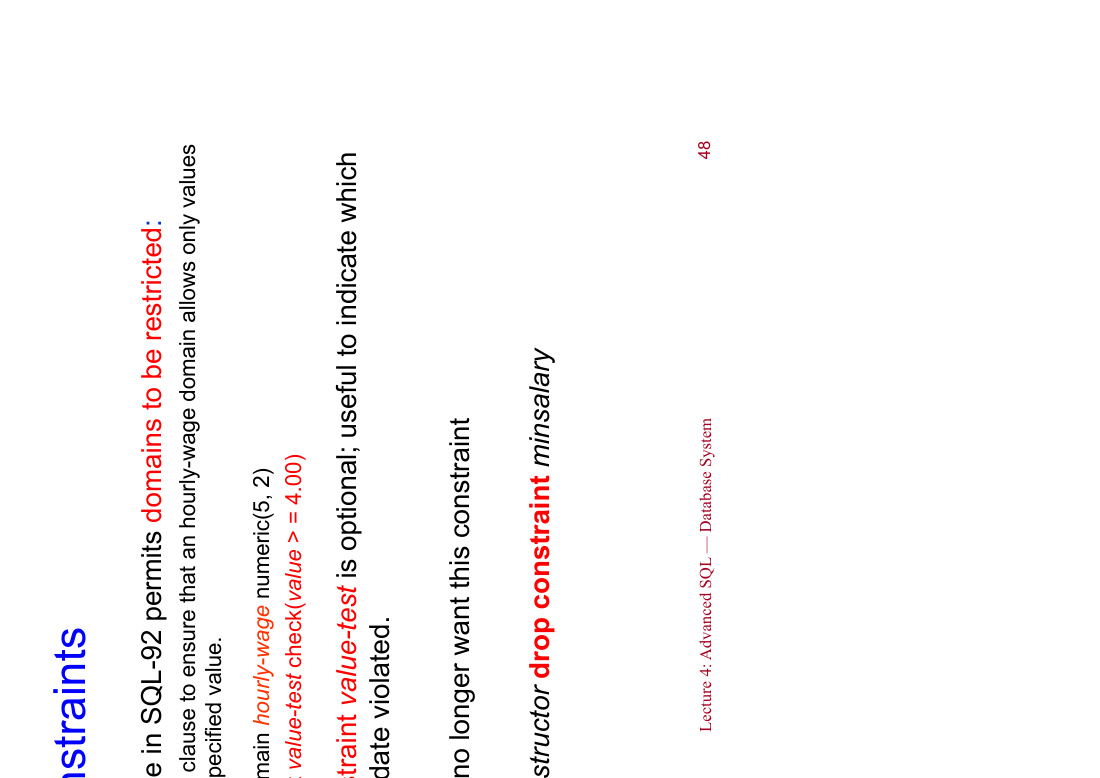 nstraints
e in SQL-92 permits domains to be restricted:
clause to ensure that an hourly-wage domain allows only values
pecified value.
main hourly-wage numeric(5, 2)
: value-test check(value > = 4.00)
straint value-test is optional; useful to indicate which
date violated.
no longer want this constraint
structor drop constraint minsalary
Lecture 4: Advanced SQL — Database System
48